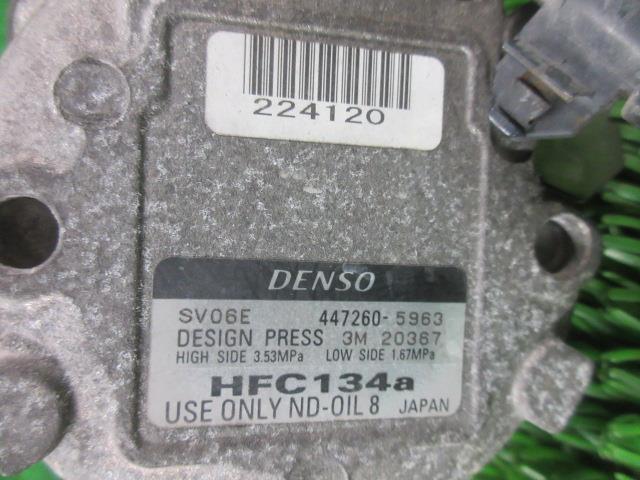 224120
DENSO
SV06E 447260-5963
DESIGN PRESS 3M 20367
HIGH SIDE 3.53MPa LOW SIDE 1.67MPa
HFC134a
USE ONLY ND-OIL 8 JAPAN